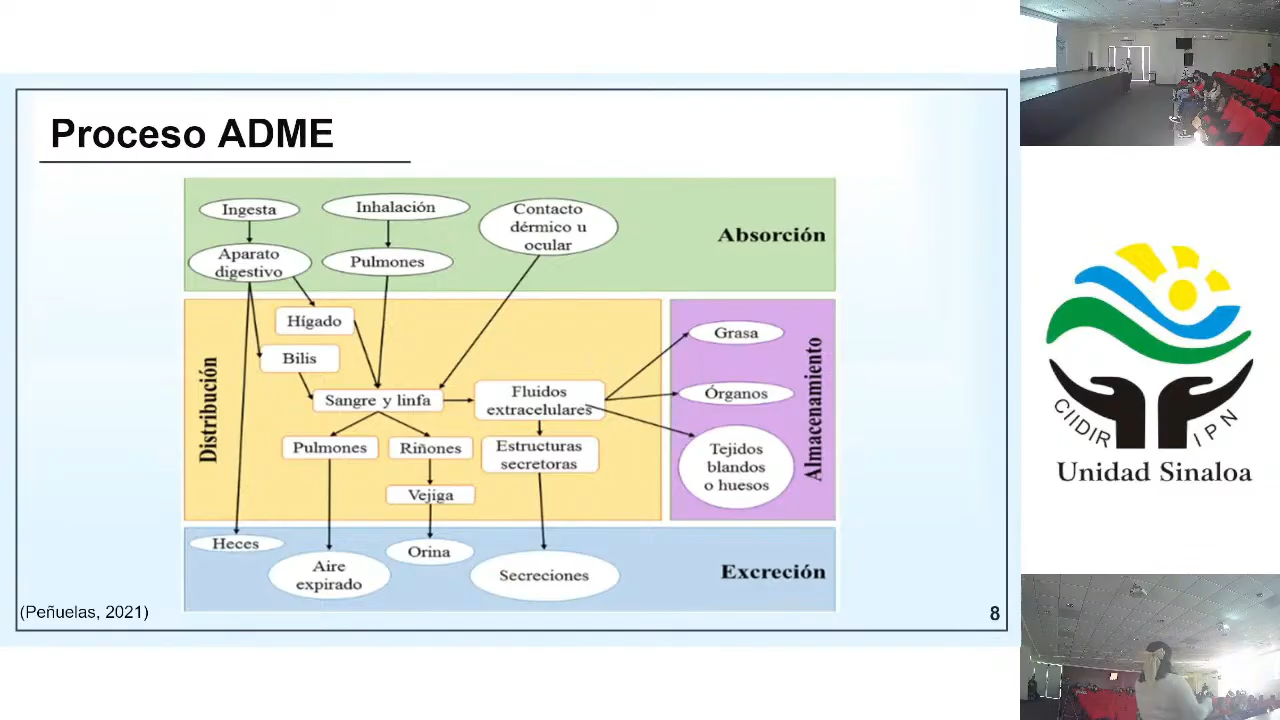 Proceso ADME
Ingesta
Inhalación
Contacto
dérmico u
ocular
Absorción
Aparato
digestivo
Pulmones
Hígado
Bilis
Distribución
Sangre y linfa
Fluidos
extracelulares
Pulmones
Riñones
Estructuras
secretoras
Vejiga
Grasa
Órganos
Tejidos
blandos
o huesos
Almacenamiento
Heces
Aire
expirado
Orina
Secreciones
Excreción
(Peñuelas, 2021)
8
CIIDIR IPN
Unidad Sinaloa